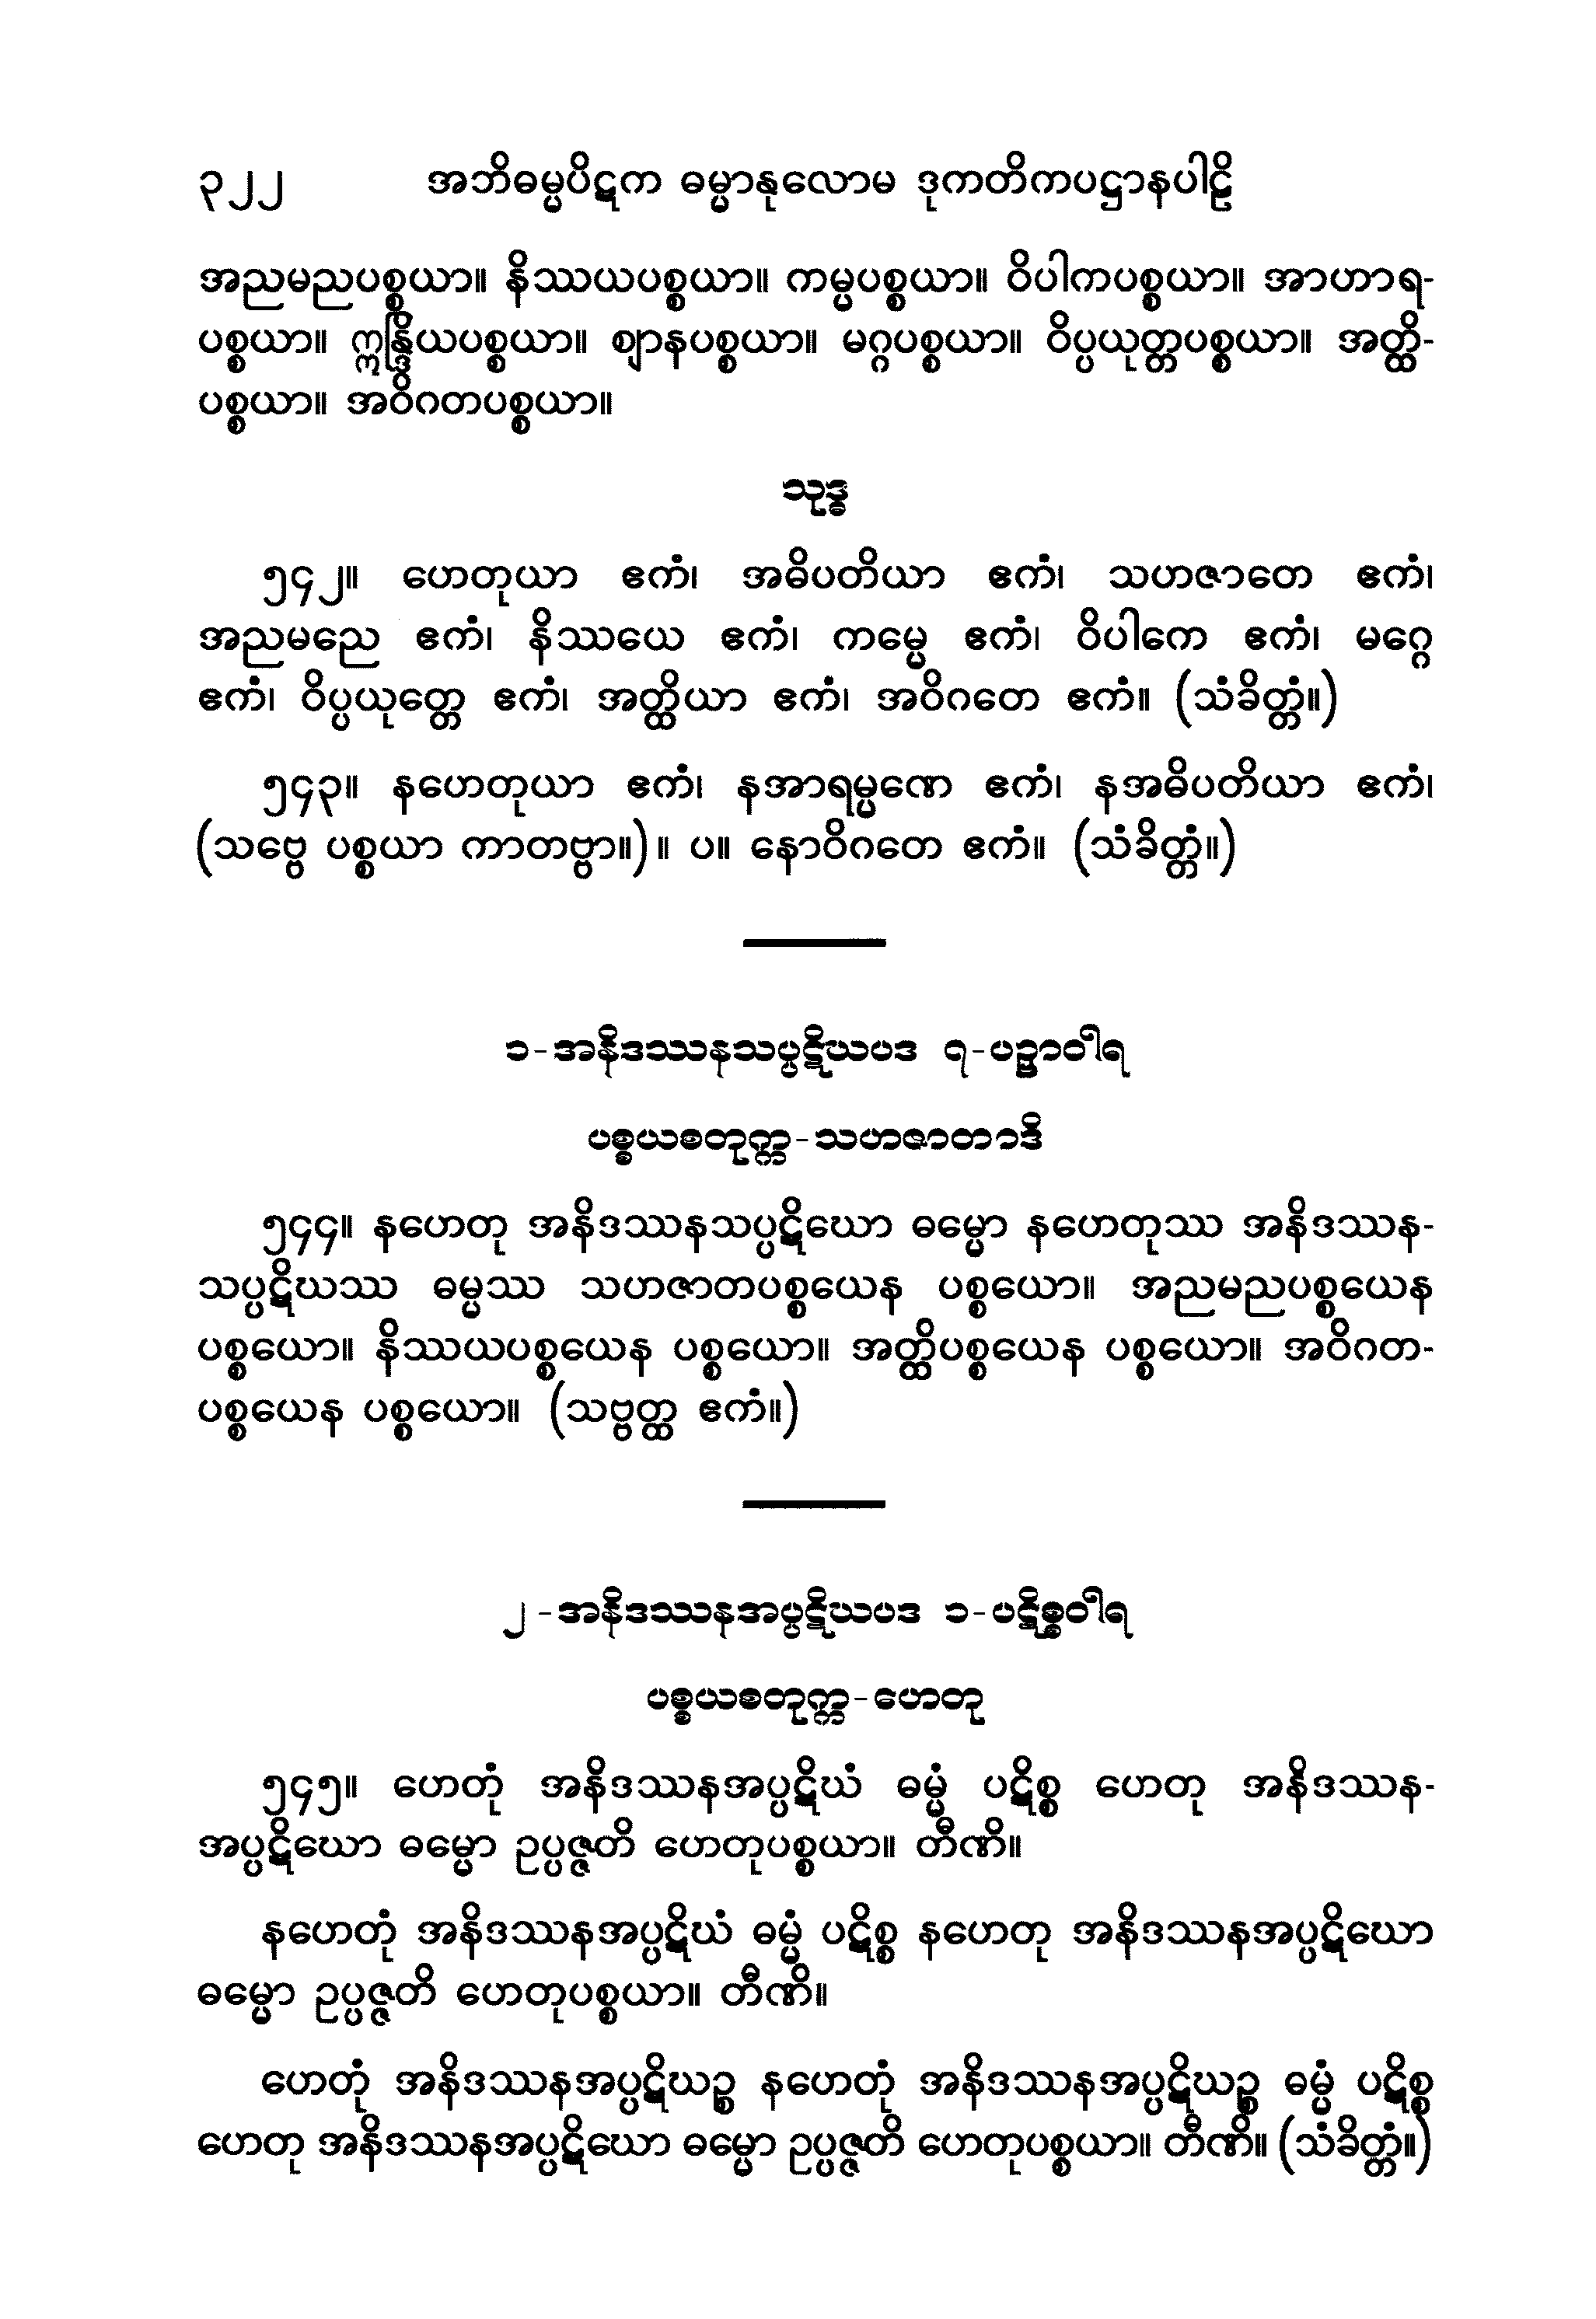 ၃၂၂ အဘိဓမ္မပိဋက ဓမ္မာနုလောမ ဒုကတိကပဋ္ဌာနပါဠိ
အညမညပစ္စယာ။ နိဿယပစ္စယာ။ ကမ္မပစ္စယာ။ ဝိပါကပစ္စယာ။ အာဟာရ-
ပစ္စယာ။ ဣန္ဒြိယပစ္စယာ။ ဈာနပစ္စယာ။ မဂ္ဂပစ္စယာ။ ဝိပ္ပယုတ္တပစ္စယာ။ အတ္ထိ-
ပစ္စယာ။ အဝိဂတပစ္စယာ။
သုဒ္ဓ
၅၄၂။ ဟေတုယာ ဧကံ၊ အဓိပတိယာ ဧကံ၊ သဟဇာတေ ဧကံ၊
အညမညေ ဧကံ၊ နိဿယေ ဧကံ၊ ကမ္မေ ဧကံ၊ ဝိပါကေ ဧကံ၊ မဂ္ဂေ
ဧကံ၊ ဝိပ္ပယုတ္တေ ဧကံ၊ အတ္ထိယာ ဧကံ၊ အဝိဂတေ ဧကံ။ (သံခိတ္တံ။)
၅၄၃။ နဟေတုယာ ဧကံ၊ နအာရမ္မဏေ ဧကံ၊ နအဓိပတိယာ ဧကံ၊
(သဗ္ဗေ ပစ္စယာ ကာတဗ္ဗာ။)။ ပ။ နောဝိဂတေ ဧကံ။ (သံခိတ္တံ။)
၁-အနိဒဿနသပ္ပဋိဃပဒ ၇-ပဉ္ဟာဝါရ
ပစ္စယစတုက္က-သဟဇာတာဒိ
၅၄၄။ နဟေတု အနိဒဿနသပ္ပဋိဃော ဓမ္မော နဟေတုဿ အနိဒဿန-
သပ္ပဋိဃဿ ဓမ္မဿ သဟဇာတပစ္စယေန ပစ္စယော။ အညမညပစ္စယေန
ပစ္စယော။ နိဿယပစ္စယေန ပစ္စယော။ အတ္ထိပစ္စယေန ပစ္စယော။ အဝိဂတ-
ပစ္စယေန ပစ္စယော။ (သဗ္ဗတ္ထ ဧကံ။)
၂-အနိဒဿနအပ္ပဋိဃပဒ ၁-ပဋိစ္စဝါရ
ပစ္စယစတုက္က-ဟေတု
၅၄၅။ ဟေတုံ အနိဒဿနအပ္ပဋိဃံ ဓမ္မံ ပဋိစ္စ ဟေတု အနိဒဿန-
အပ္ပဋိဃော ဓမ္မော ဥပ္ပဇ္ဇတိ ဟေတုပစ္စယာ။ တီဏိ။
နဟေတုံ အနိဒဿနအပ္ပဋိဃံ ဓမ္မံ ပဋိစ္စ နဟေတု အနိဒဿနအပ္ပဋိဃော
ဓမ္မော ဥပ္ပဇ္ဇတိ ဟေတုပစ္စယာ။ တီဏိ။
ဟေတုံ အနိဒဿနအပ္ပဋိဃဉ္စ နဟေတုံ အနိဒဿနအပ္ပဋိဃဉ္စ ဓမ္မံ ပဋိစ္စ
ဟေတု အနိဒဿနအပ္ပဋိဃော ဓမ္မော ဥပ္ပဇ္ဇတိ ဟေတုပစ္စယာ။ တီဏိ။ (သံခိတ္တံ။)